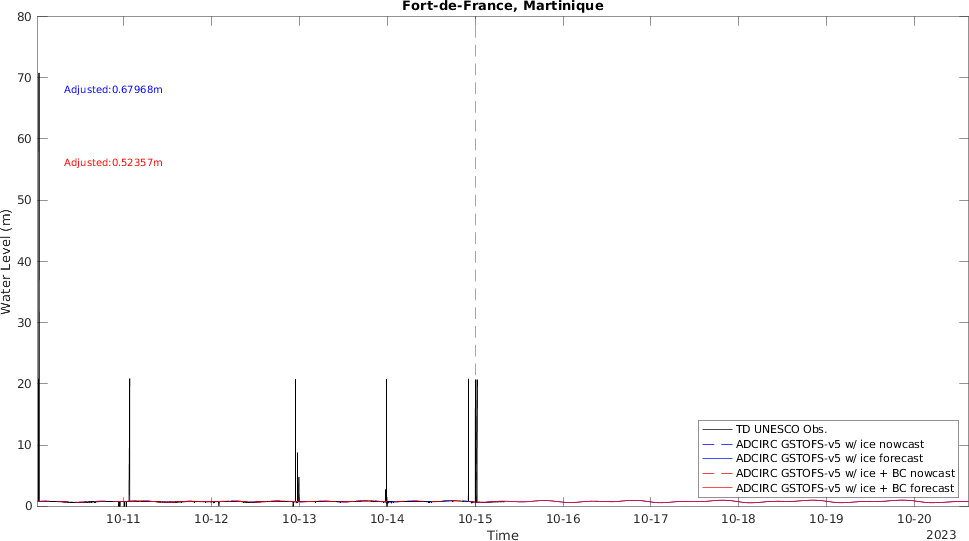 Fort-de-France, Martinique
80
70
60
50
40
30
20
10
0
Water Level (m)
Adjusted:0.67968m
Adjusted:0.52357m
TD UNESCO Obs.
ADCIRC GSTOFS-v5 w/ ice nowcast
ADCIRC GSTOFS-v5 w/ ice forecast
ADCIRC GSTOFS-v5 w/ ice + BC nowcast
ADCIRC GSTOFS-v5 w/ ice + BC forecast
10-11 10-12 10-13 10-14 10-15 10-16 10-17 10-18 10-19 10-20
Time
2023